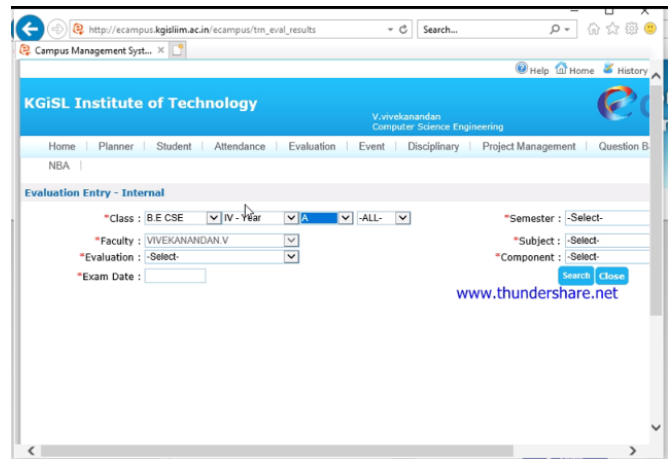 http://ecampus.kgisliim.ac.in/ecampus/trn_eval_results
Search...
Campus Management Syst...
Help Home History
KGiSL Institute of Technology
V.vivekanandan
Computer Science Engineering
Home | Planner | Student | Attendance | Evaluation | Event | Disciplinary | Project Management | Question B
NBA |
Evaluation Entry - Internal
*Class : B.E CSE IV - Year A -ALL- *Semester : -Select-
*Faculty : VIVEKANANDAN.V *Subject : -Select-
*Evaluation : -Select- *Component : -Select-
*Exam Date : Search Close
www.thundershare.net